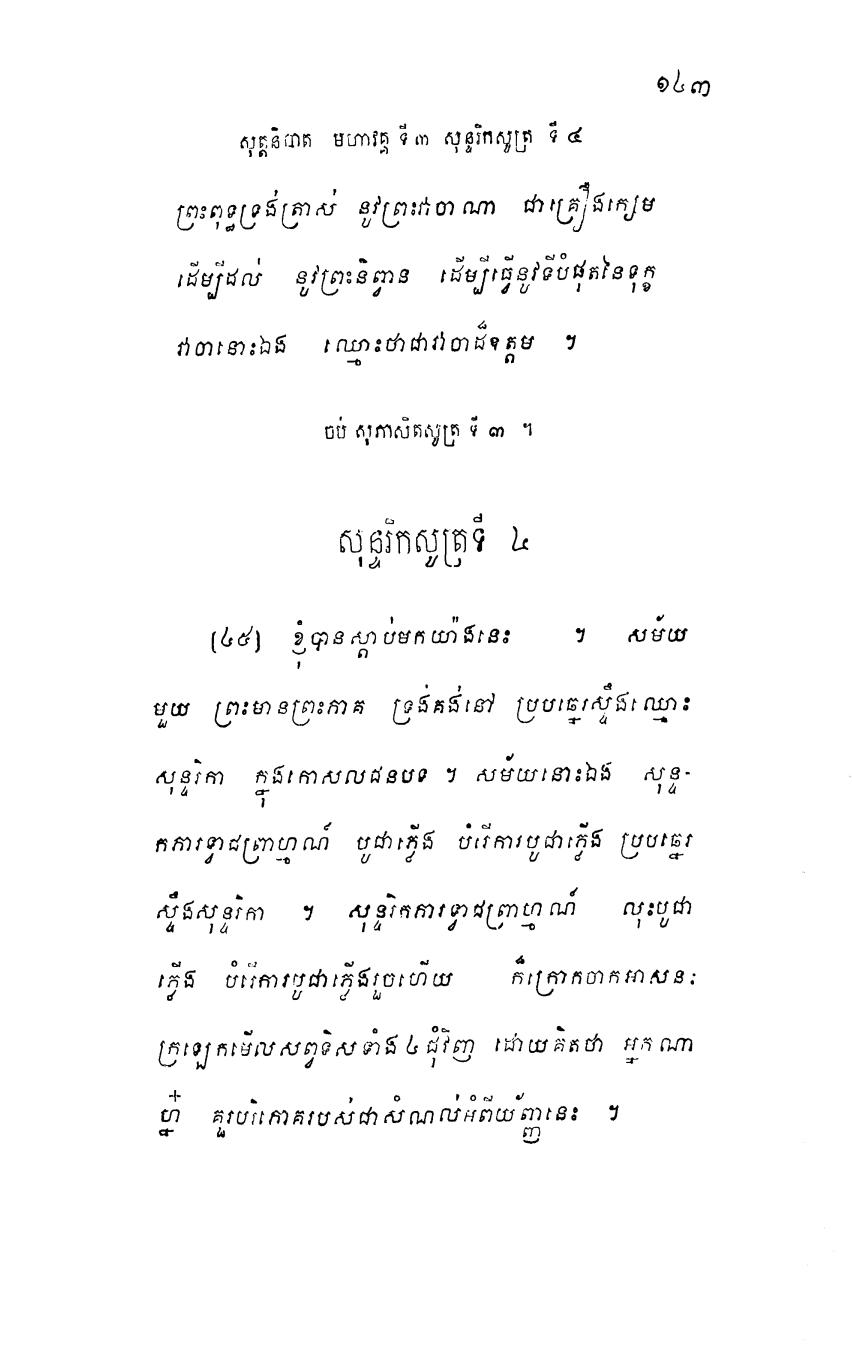 ១៤៣
សុត្តនិបាត មហាវគ្គ ទី ៣ សុន្ទរិកសូត្រ ទី ៤
ព្រះពុទ្ធទ្រង់ត្រាស់ នូវព្រះវាចាណា ជាគ្រឿងក្សេម
ដើម្បីដល់ នូវព្រះនិព្វាន ដើម្បីធ្វើនូវទីបំផុតនៃទុក្ខ
វាចានោះឯង ឈ្មោះថាជាវាចាដ៏ឧត្តម ។
ចប់ សុភាសិតសូត្រ ទី ៣ ។
សុន្ទរិកសូត្រទី ៤
[៤៥] ខ្ញុំបានស្តាប់មកយ៉ាងនេះ ។ សម័យ
មួយ ព្រះមានព្រះភាគ ទ្រង់គង់នៅ ប្របឆ្នេរស្ទឹងឈ្មោះ
សុន្ទរិកា ក្នុងកោសលជនបទ ។ សម័យនោះឯង សុន្ទ-
កភារទ្វាជព្រាហ្មណ៍ បូជាភ្លើង បំរើការបូជាភ្លើង ប្របឆ្នេរ
ស្ទឹងសុន្ទរិកា ។ សុន្ទរិកភារទ្វាជព្រាហ្មណ៍ លុះបូជា
ភ្លើង បំរើការបូជាភ្លើងរួចហើយ ក៏ក្រោកចាកអាសនៈ
ក្រឡេកមើលសព្វទិសទាំង ៤ ជុំវិញ ដោយគិតថា អ្នកណា
ហ្ន៎ គួរបរិភោគរបស់ជាសំណល់អំពីយ័ញ្ញនេះ ។